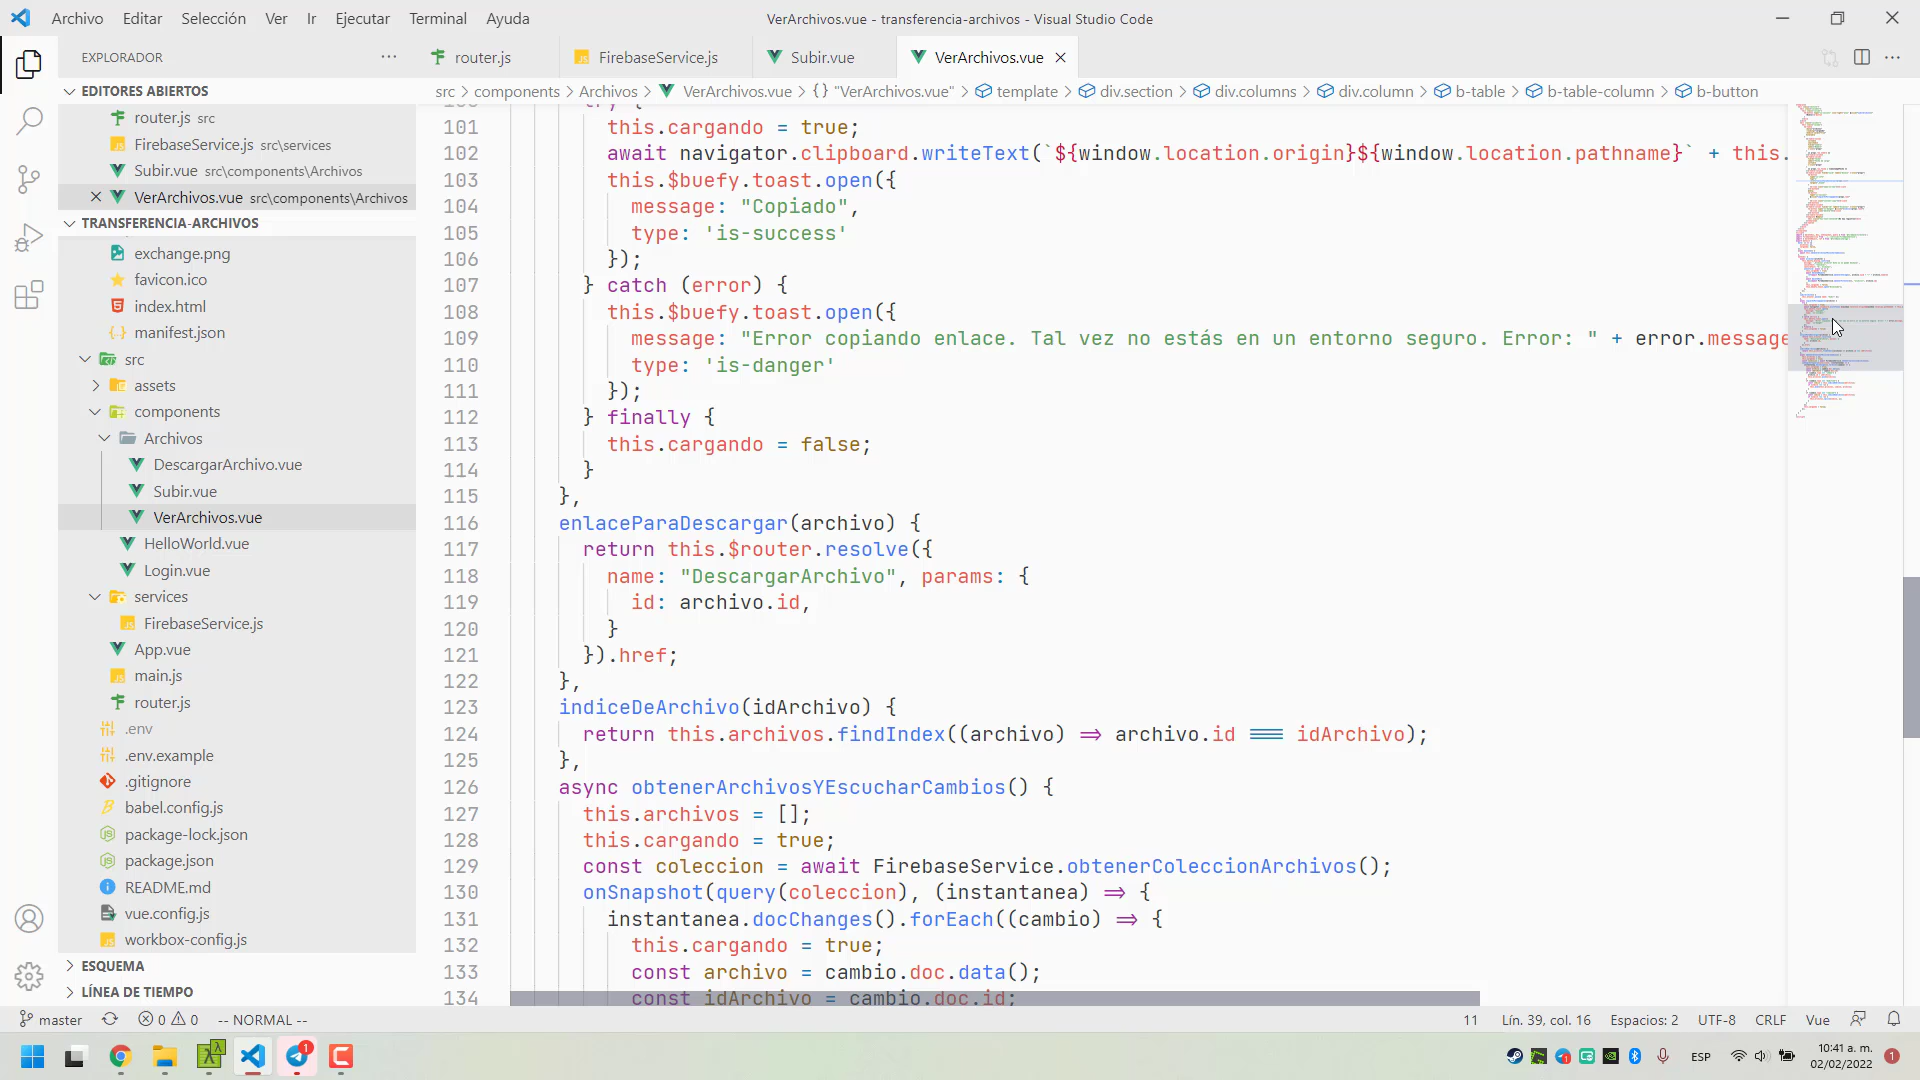 Archivo Editar Selección Ver Ir Ejecutar Terminal Ayuda VerArchivos.vue - transferencia-archivos - Visual Studio Code
EXPLORADOR
router.js FirebaseService.js Subir.vue VerArchivos.vue
src > components > Archivos > VerArchivos.vue > {} "VerArchivos.vue" > template > div.section > div.columns > div.column > b-table > b-table-column > b-button
EDITORES ABIERTOS
router.js src
FirebaseService.js src\services
Subir.vue src\components\Archivos
VerArchivos.vue src\components\Archivos
TRANSFERENCIA-ARCHIVOS
exchange.png
favicon.ico
index.html
manifest.json
src
assets
components
Archivos
DescargarArchivo.vue
Subir.vue
VerArchivos.vue
HelloWorld.vue
Login.vue
services
FirebaseService.js
App.vue
main.js
router.js
.env
.env.example
.gitignore
babel.config.js
package-lock.json
package.json
README.md
vue.config.js
workbox-config.js
ESQUEMA
LÍNEA DE TIEMPO
100 try {
101 this.cargando = true;
102 await navigator.clipboard.writeText(`${window.location.origin}${window.location.pathname}` + this.
103 this.$buefy.toast.open({
104 message: "Copiado",
105 type: 'is-success'
106 });
107 } catch (error) {
108 this.$buefy.toast.open({
109 message: "Error copiando enlace. Tal vez no estás en un entorno seguro. Error: " + error.message
110 type: 'is-danger'
111 });
112 } finally {
113 this.cargando = false;
114 }
115 },
116 enlaceParaDescargar(archivo) {
117 return this.$router.resolve({
118 name: "DescargarArchivo", params: {
119 id: archivo.id,
120 }
121 }).href;
122 },
123 indiceDeArchivo(idArchivo) {
124 return this.archivos.findIndex((archivo) => archivo.id === idArchivo);
125 },
126 async obtenerArchivosYEscucharCambios() {
127 this.archivos = [];
128 this.cargando = true;
129 const coleccion = await FirebaseService.obtenerColeccionArchivos();
130 onSnapshot(query(coleccion), (instantanea) => {
131 instantanea.docChanges().forEach((cambio) => {
132 this.cargando = true;
133 const archivo = cambio.doc.data();
134 const idArchivo = cambio.doc.id;
master 0 0 -- NORMAL -- 11 Lín. 39, col. 16 Espacios: 2 UTF-8 CRLF Vue
1 ESP 10:41 a. m. 1
02/02/2022